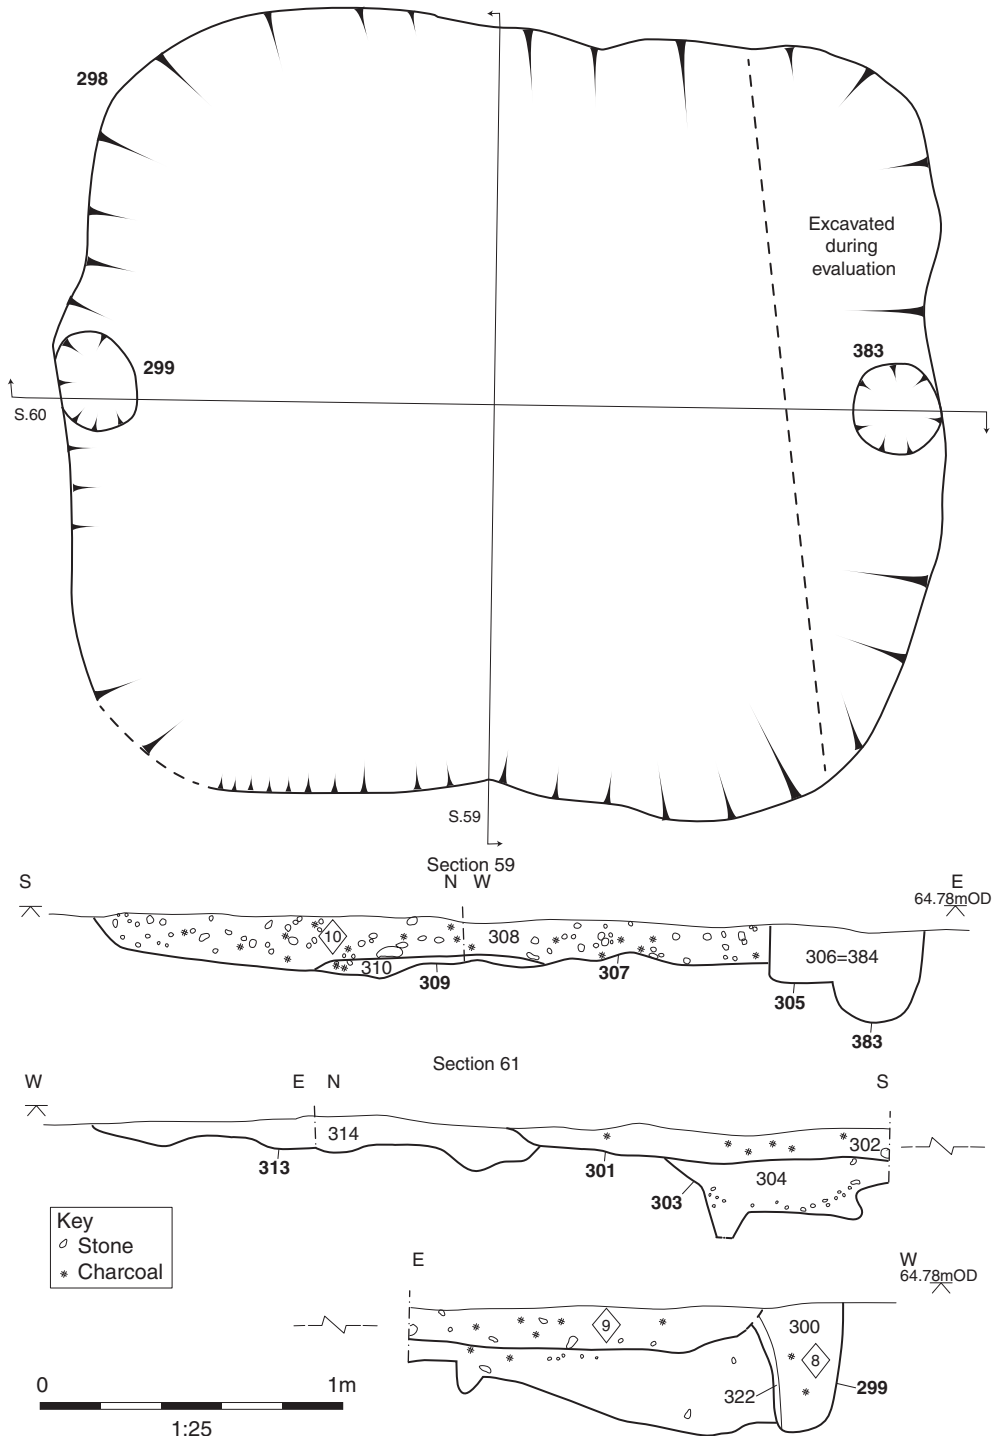 298
Excavated
during
evaluation
299
383
S.60
S.59
Section 59
S
N W
E
64.78mOD
10
308
310
309
307
306=384
305
383
Section 61
W
E N
S
314
313
301
302
303
304
Key
Stone
Charcoal
E
W
64.78mOD
9
300
8
322
299
0
1m
1:25